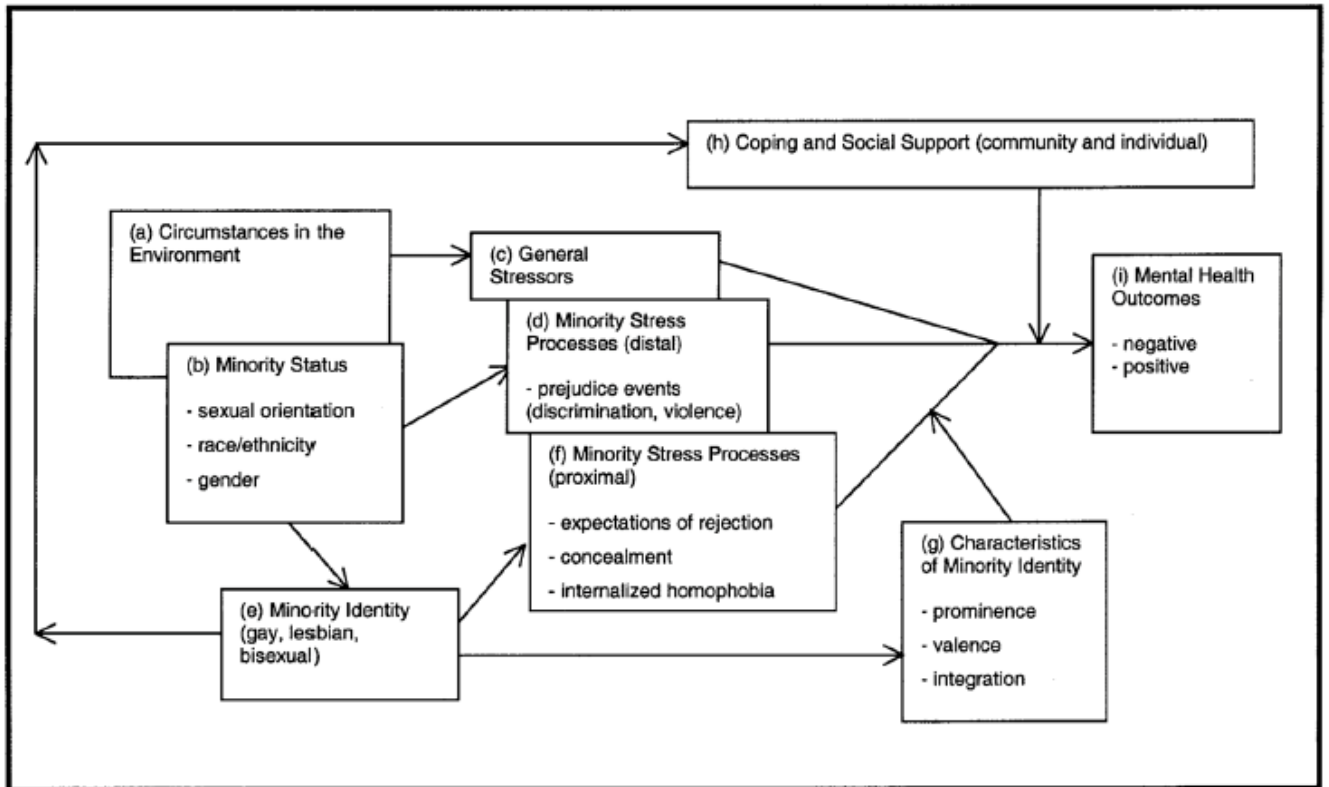 (h) Coping and Social Support (community and individual)
(a) Circumstances in the
Environment
(c) General
Stressors
(i) Mental Health
Outcomes
- negative
- positive
(d) Minority Stress
Processes (distal)
- prejudice events
(discrimination, violence)
(b) Minority Status
- sexual orientation
- race/ethnicity
- gender
(f) Minority Stress Processes
(proximal)
- expectations of rejection
- concealment
- internalized homophobia
(g) Characteristics
of Minority Identity
- prominence
- valence
- integration
(e) Minority Identity
(gay, lesbian,
bisexual)